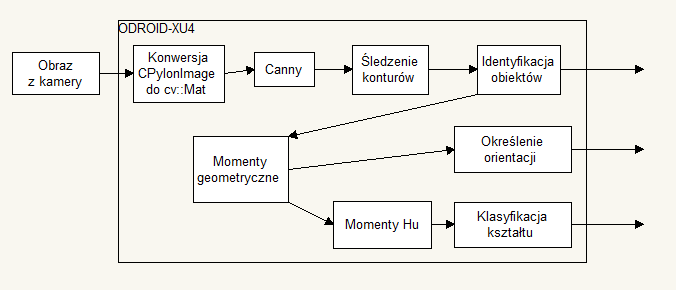 ODROID-XU4
Obraz
z kamery
Konwersja
CPylonImage
do cv::Mat
Canny
Śledzenie
konturów
Identyfikacja
obiektów
Momenty
geometryczne
Określenie
orientacji
Momenty Hu
Klasyfikacja
kształtu